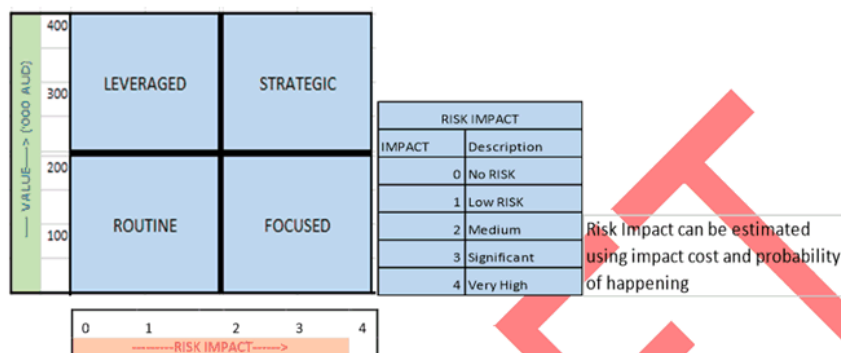 400
---- VALUE----> ('000 AUD)
LEVERAGED
STRATEGIC
300
RISK IMPACT
IMPACT Description
0 No RISK
200
1 Low RISK
ROUTINE
FOCUSED
2 Medium
Risk Impact can be estimated
100
3 Significant
using impact cost and probability
4 Very High
of happening
0 1 2 3 4
---------RISK IMPACT------>